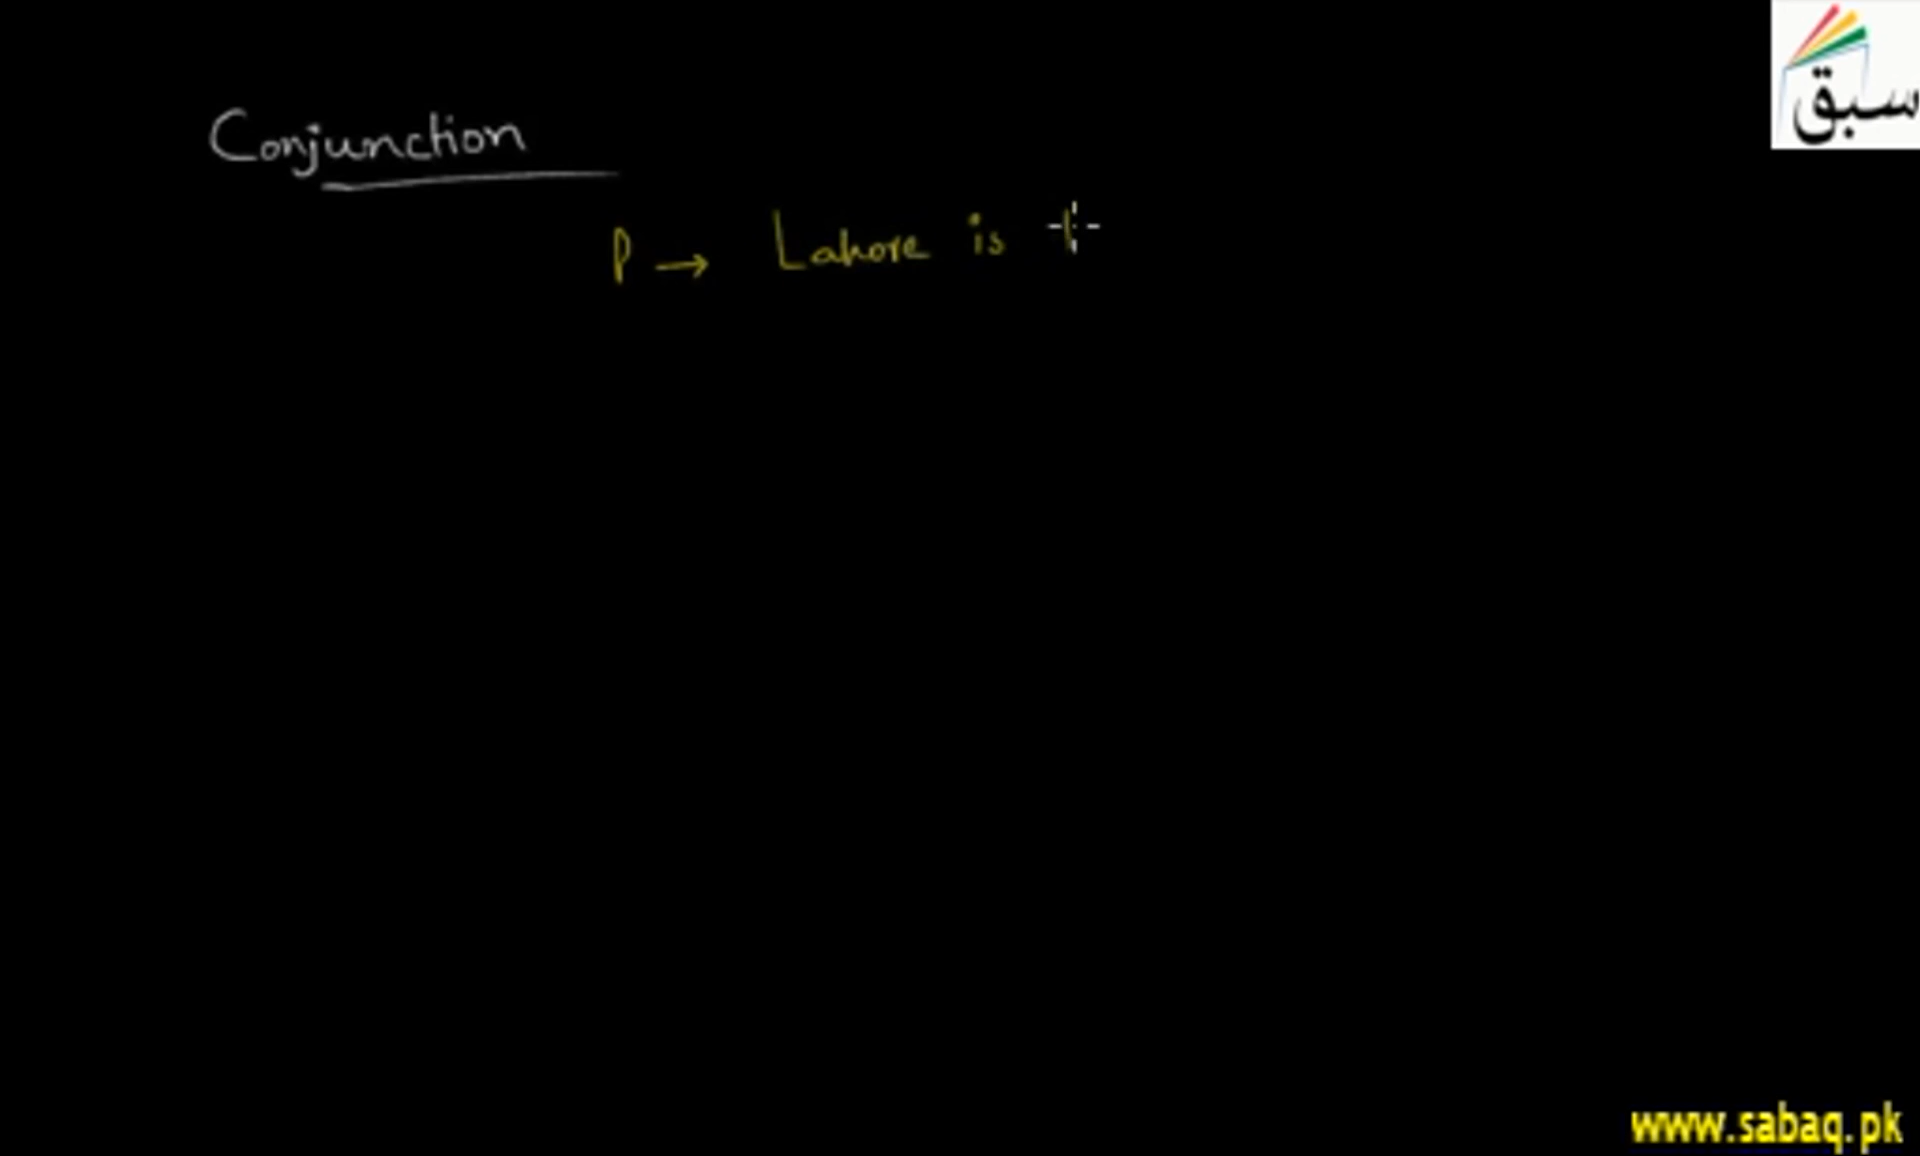 سبق
Conjunction
P → Lahore is
www.sabaq.pk